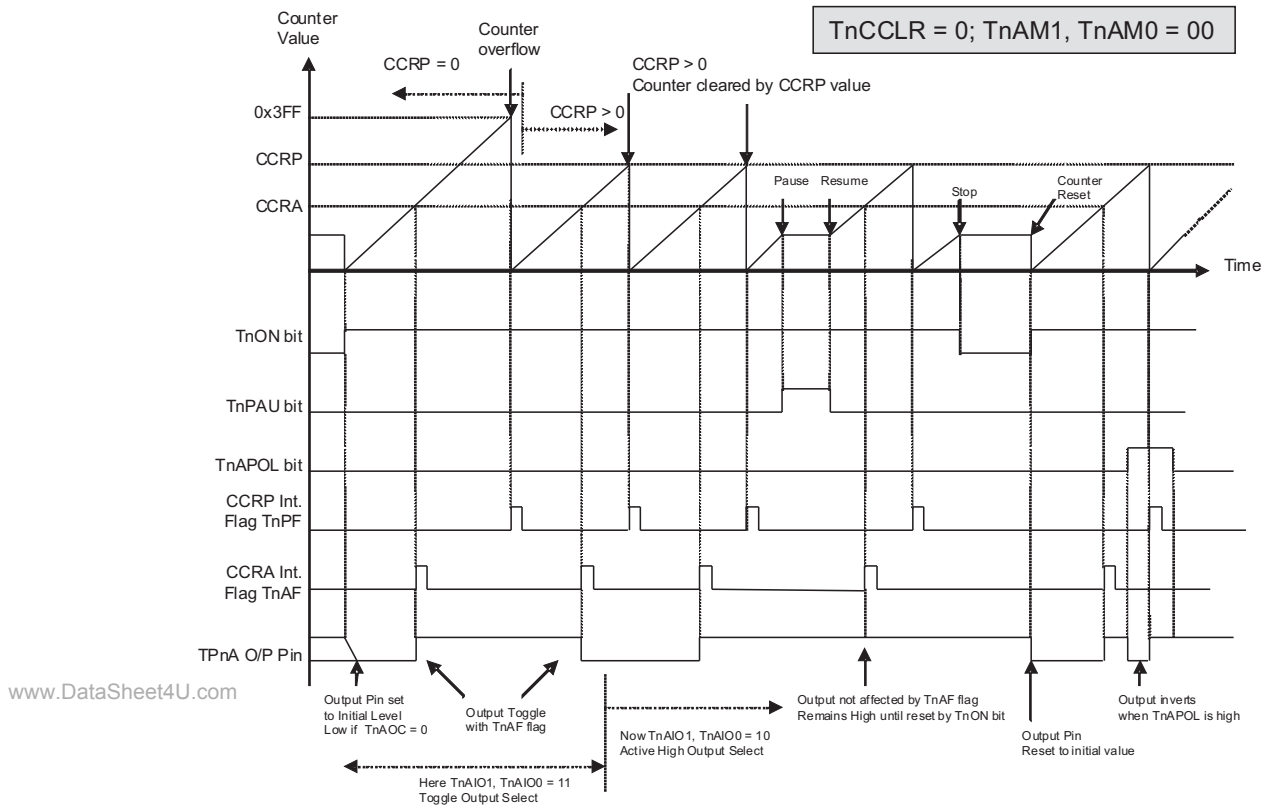 Counter
Value
Counter
overflow
TnCCLR = 0; TnAM1, TnAM0 = 00
CCRP = 0
CCRP > 0
CCRP > 0
Counter cleared by CCRP value
0x3FF
CCRP
CCRA
Pause
Resume
Stop
Counter
Reset
Time
TnON bit
TnPAU bit
TnAPOL bit
CCRP Int.
Flag TnPF
CCRA Int.
Flag TnAF
TPnA O/P Pin
www.DataSheet4U.com
Output Pin set
to Initial Level
Low if TnAOC = 0
Output Toggle
with TnAF flag
Here TnAIO1, TnAIO0 = 11
Toggle Output Select
Now TnAIO1, TnAIO0 = 10
Active High Output Select
Output not affected by TnAF flag
Remains High until reset by TnON bit
Output Pin
Reset to initial value
Output inverts
when TnAPOL is high